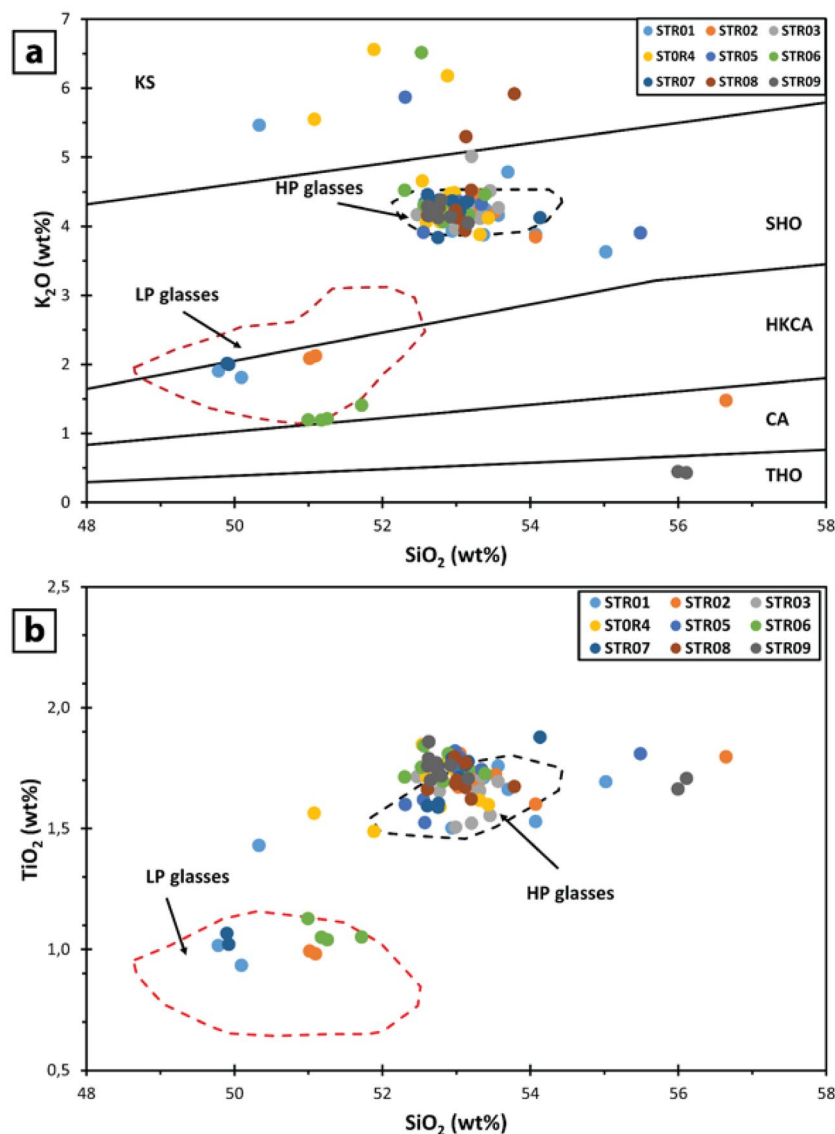 a
STR01 STR02 STR03
ST0R4 STR05 STR06
STR07 STR08 STR09
7
6
5
4
3
2
1
0
K2O (wt%)
KS
HP glasses
SHO
LP glasses
HKCA
CA
THO
48 50 52 54 56 58
SiO2 (wt%)
b
STR01 STR02 STR03
ST0R4 STR05 STR06
STR07 STR08 STR09
2,5
2,0
1,5
1,0
0,5
TiO2 (wt%)
LP glasses
HP glasses
48 50 52 54 56 58
SiO2 (wt%)